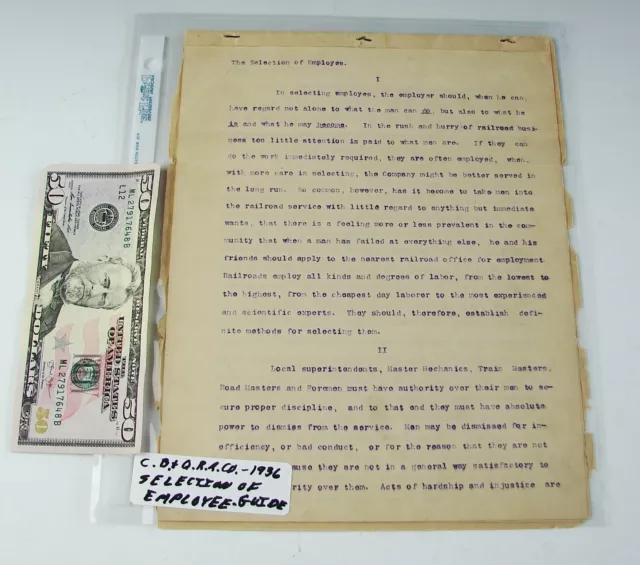 The Selection of Employes.
I
In selecting employes, the employer should, when he can,
have regard not alone to what the man can do, but also to what he
is and what he may become. In the rush and hurry of railroad busi-
ness too little attention is paid to what men are. If they can
do the work immediately required, they are often employed, when,
with more care in selecting, the Company might be better served in
the long run. So common, however, has it become to take men into
the railroad service with little regard to anything but immediate
wants, that there is a feeling more or less prevalent in the com-
munity that when a man has failed at everything else, he and his
friends should apply to the nearest railroad office for employment.
Railroads employ all kinds and degrees of labor, from the lowest to
the highest, from the cheapest day laborer to the most experienced
and scientific experts. They should, therefore, establish defi-
nite methods for selecting them.
II
Local superintendents, Master Mechanics, Train Masters,
Road Masters and Foremen must have authority over their men to se-
cure proper discipline, and to that end they must have absolute
power to dismiss from the service. Men may be dismissed for in-
efficiency, or bad conduct, or for the reason that they are not
ause they are not in a general way satisfactory to
rity over them. Acts of hardship and injustice are
C.B.&Q.R.R.CO.-1936
SELECTION OF
EMPLOYEE-GUIDE
50
FEDERAL RESERVE NOTE
THE UNITED STATES
OF AMERICA
ML27917648B
L12
ML27917648B
FIFTY DOLLARS
50
50